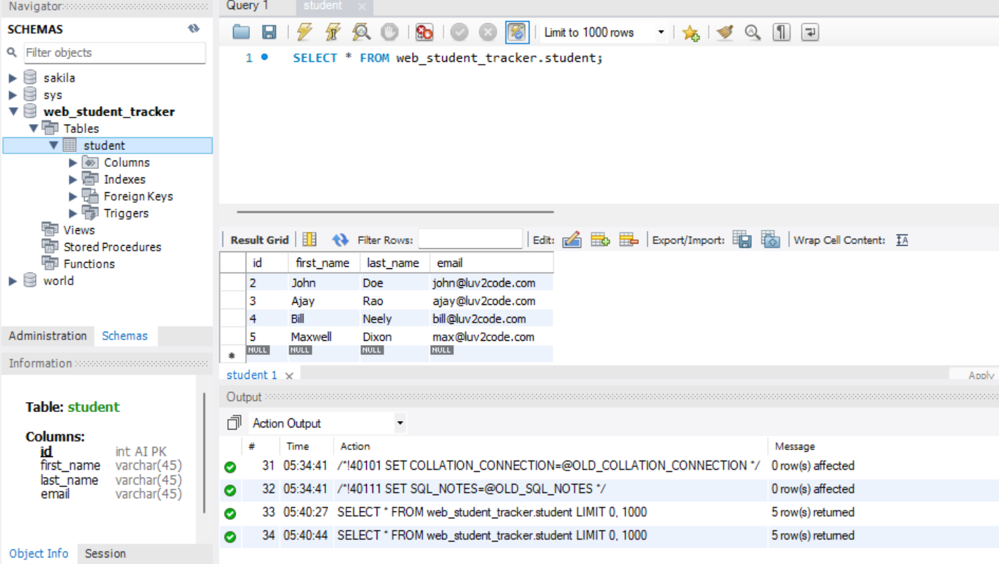 Navigator
SCHEMAS
Filter objects
sakila
sys
web_student_tracker
Tables
student
Columns
Indexes
Foreign Keys
Triggers
Views
Stored Procedures
Functions
world
Administration Schemas
Information
Table: student
Columns:
id int AI PK
first_name varchar(45)
last_name varchar(45)
email varchar(45)
Object Info Session
Query 1 student
Limit to 1000 rows
1 SELECT * FROM web_student_tracker.student;
Result Grid Filter Rows: Edit: Export/Import: Wrap Cell Content:
id first_name last_name email
2 John Doe john@luv2code.com
3 Ajay Rao ajay@luv2code.com
4 Bill Neely bill@luv2code.com
5 Maxwell Dixon max@luv2code.com
* NULL NULL NULL NULL
student 1 Apply
Output
Action Output
# Time Action Message
31 05:34:41 /*!40101 SET COLLATION_CONNECTION=@OLD_COLLATION_CONNECTION */ 0 row(s) affected
32 05:34:41 /*!40111 SET SQL_NOTES=@OLD_SQL_NOTES */ 0 row(s) affected
33 05:40:27 SELECT * FROM web_student_tracker.student LIMIT 0, 1000 5 row(s) returned
34 05:40:44 SELECT * FROM web_student_tracker.student LIMIT 0, 1000 5 row(s) returned